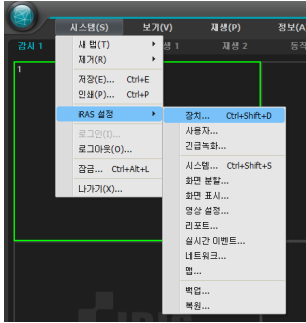 시스템(S) 보기(V) 재생(P) 정보(A
감시 1 생 1 재생 2 동작
1
새 탭(T)
제거(R)
저장(E)... Ctrl+E
인쇄(P)... Ctrl+P
iRAS 설정
로그인(I)...
로그아웃(O)...
잠금... Ctrl+Alt+L
나가기(X)...
장치... Ctrl+Shift+D
사용자...
긴급녹화...
시스템... Ctrl+Shift+S
화면 분할...
화면 표시...
영상 설정...
리포트...
실시간 이벤트...
네트워크...
맵...
백업...
복원...